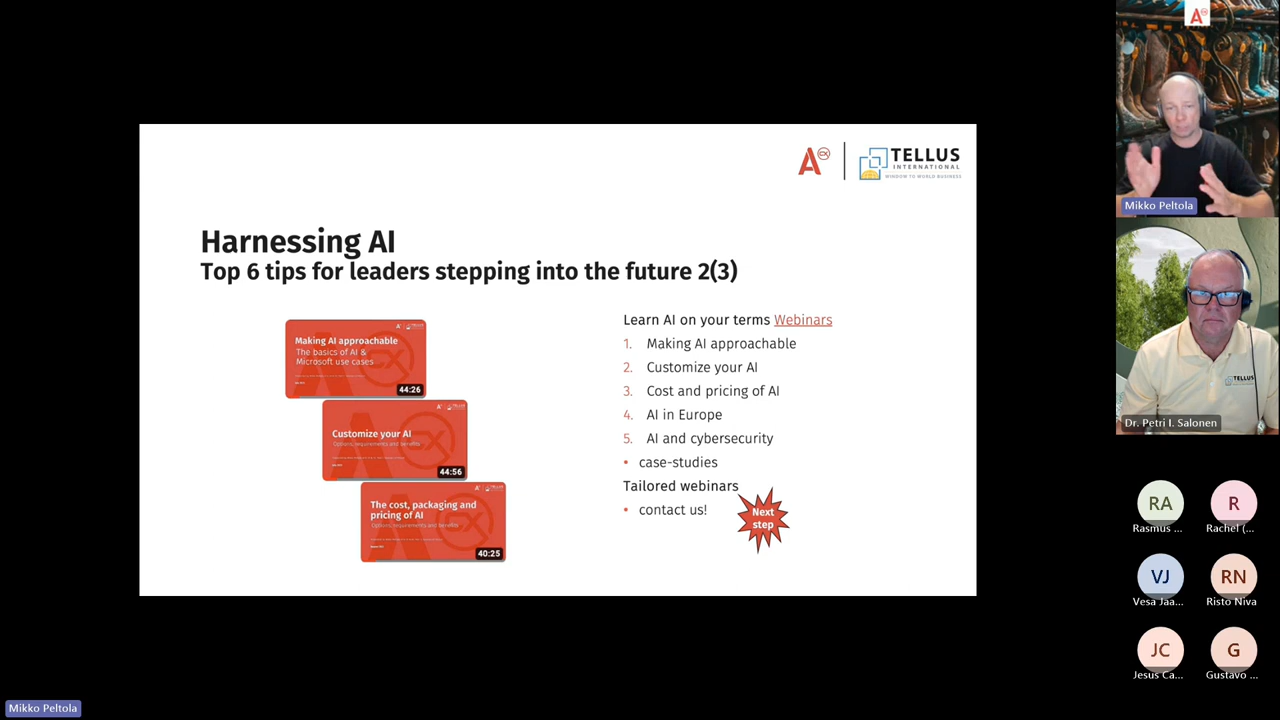 A CX
TELLUS
INTERNATIONAL
WINDOW TO WORLD BUSINESS
Harnessing AI
Top 6 tips for leaders stepping into the future 2(3)
Making AI approachable
The basics of AI &
Microsoft use cases
44:26
Customize your AI
Options, requirements and benefits
44:56
The cost, packaging and
pricing of AI
Options, requirements and benefits
40:25
Learn AI on your terms Webinars
1. Making AI approachable
2. Customize your AI
3. Cost and pricing of AI
4. AI in Europe
5. AI and cybersecurity
• case-studies
Tailored webinars
• contact us!
Next
step
Mikko Peltola
TELLUS
Dr. Petri I. Salonen
RA
Rasmus ...
R
Rachel (...
VJ
Vesa Jaa...
RN
Risto Niva
JC
Jesus Ca...
G
Gustavo ...
Mikko Peltola